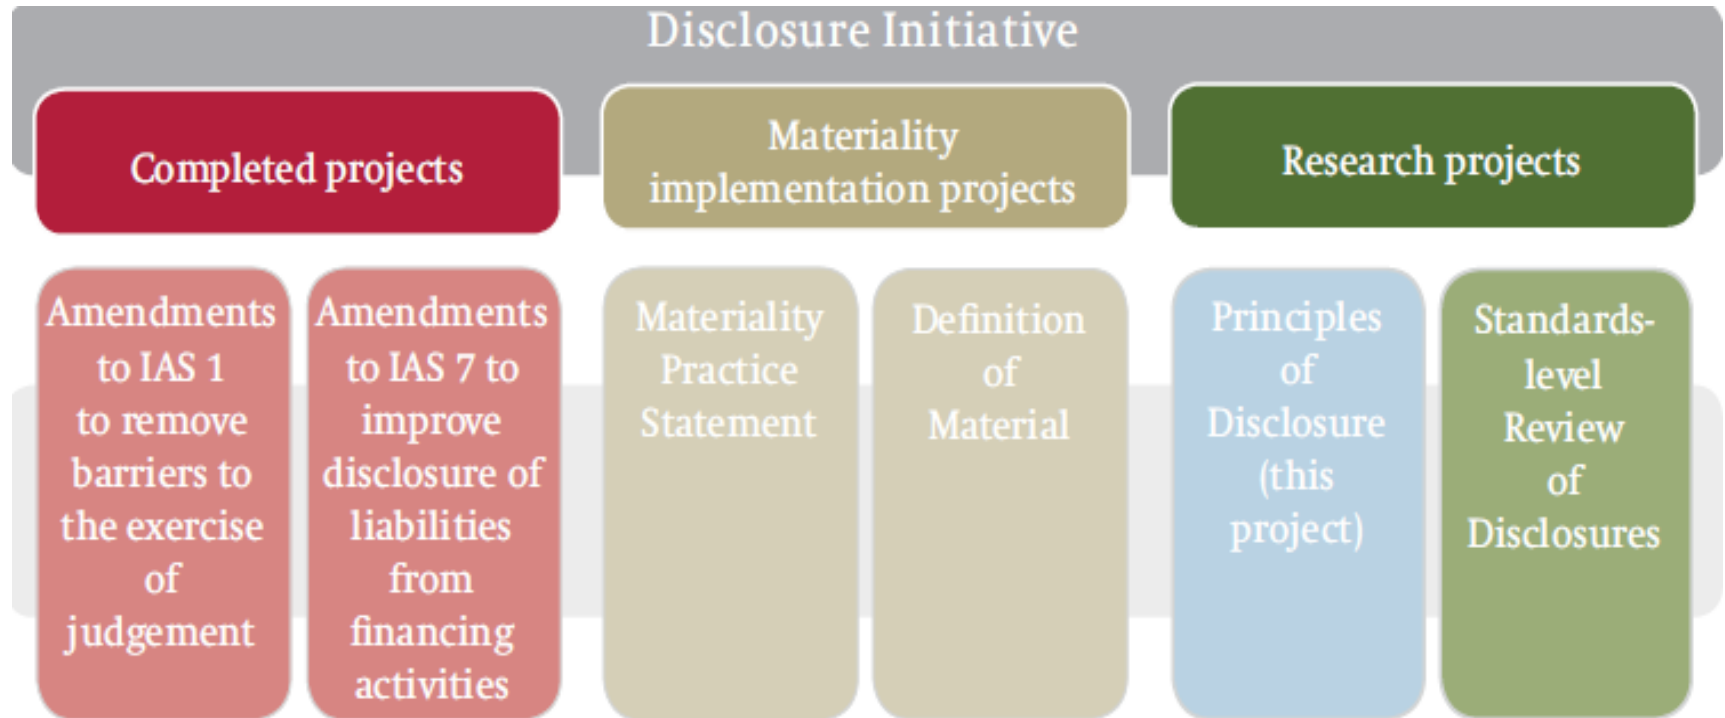 Disclosure Initiative
Completed projects
Materiality
implementation projects
Research projects
Amendments
to IAS 1
to remove
barriers to
the exercise
of
judgement
Amendments
to IAS 7 to
improve
disclosure of
liabilities
from
financing
activities
Materiality
Practice
Statement
Definition
of
Material
Principles
of
Disclosure
(this
project)
Standards-
level
Review
of
Disclosures